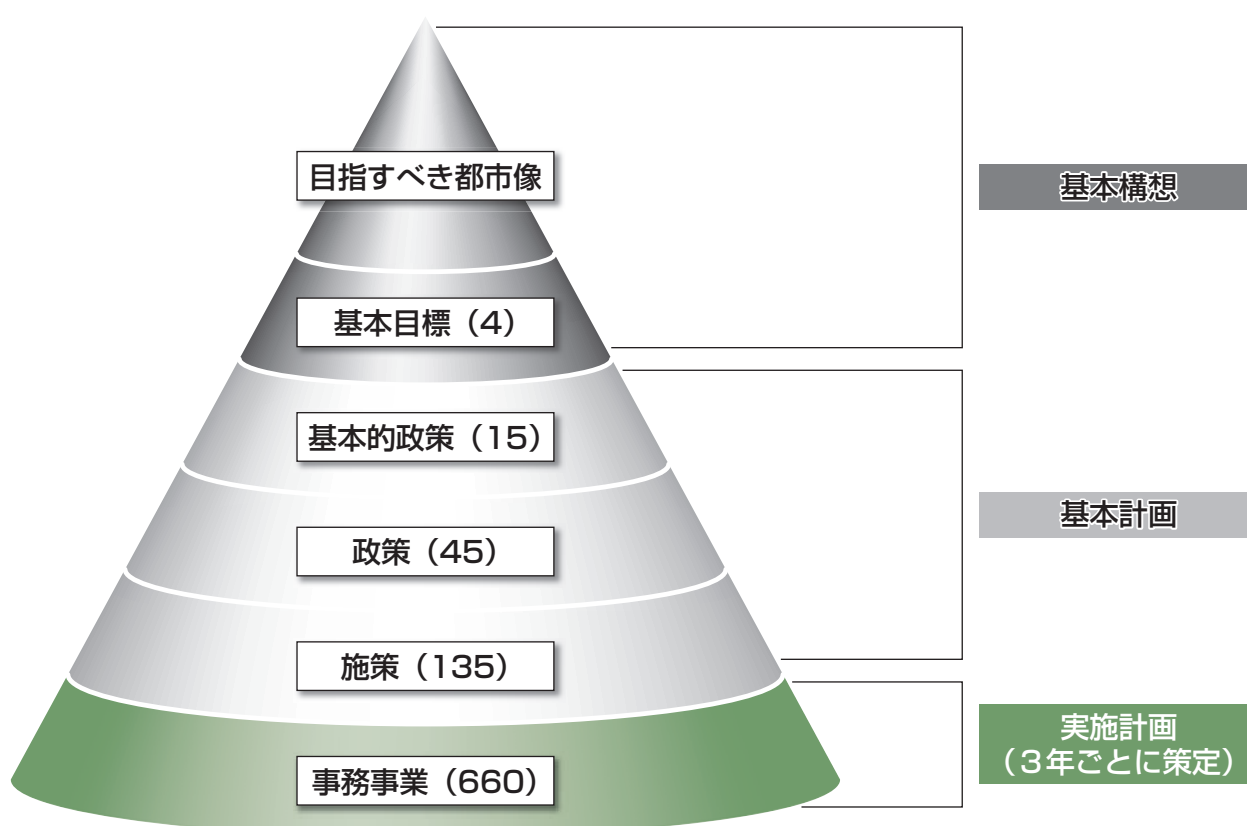 目指すべき都市像
基本目標（4）
基本的政策（15）
政策（45）
施策（135）
事務事業（660）
基本構想
基本計画
実施計画
（3年ごとに策定）